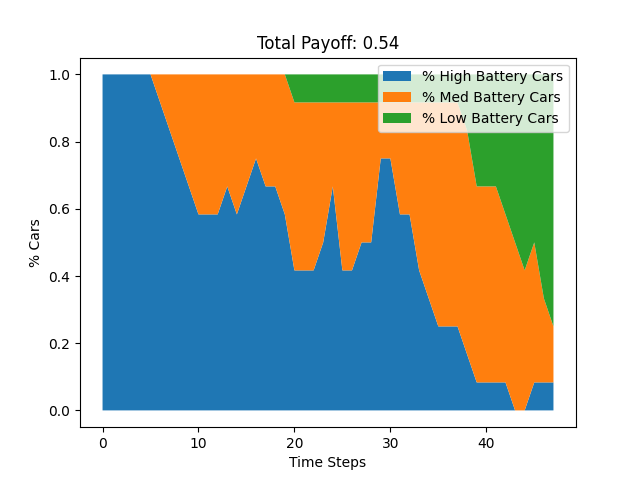 Total Payoff: 0.54
% High Battery Cars
% Med Battery Cars
% Low Battery Cars
% Cars
1.0
0.8
0.6
0.4
0.2
0.0
0 10 20 30 40
Time Steps